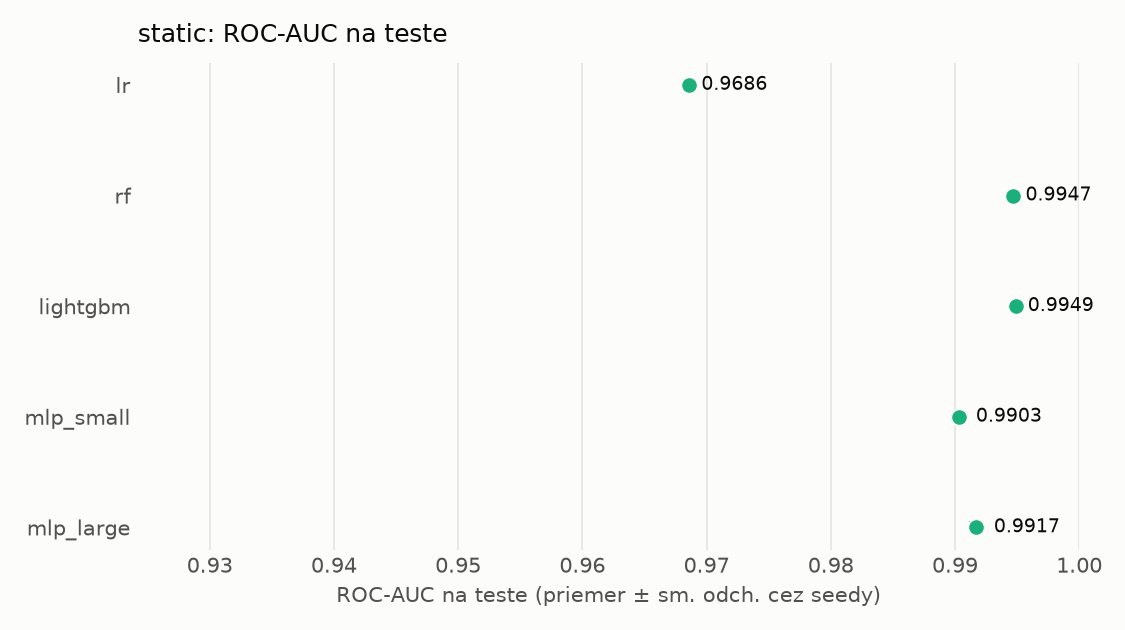 static: ROC-AUC na teste
lr
0.9686
rf
0.9947
lightgbm
0.9949
mlp_small
0.9903
mlp_large
0.9917
0.93 0.94 0.95 0.96 0.97 0.98 0.99 1.00
ROC-AUC na teste (priemer ± sm. odch. cez seedy)